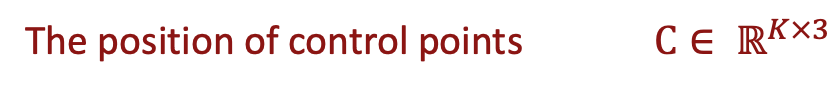 The position of control points C ∈ ℝ^{K×3}